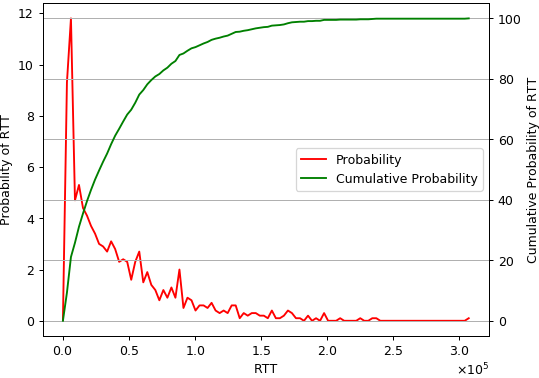 12
10
8
6
4
2
0
Probability of RTT
100
80
60
40
20
0
Cumulative Probability of RTT
Probability
Cumulative Probability
0.0 0.5 1.0 1.5 2.0 2.5 3.0
RTT
×10⁵